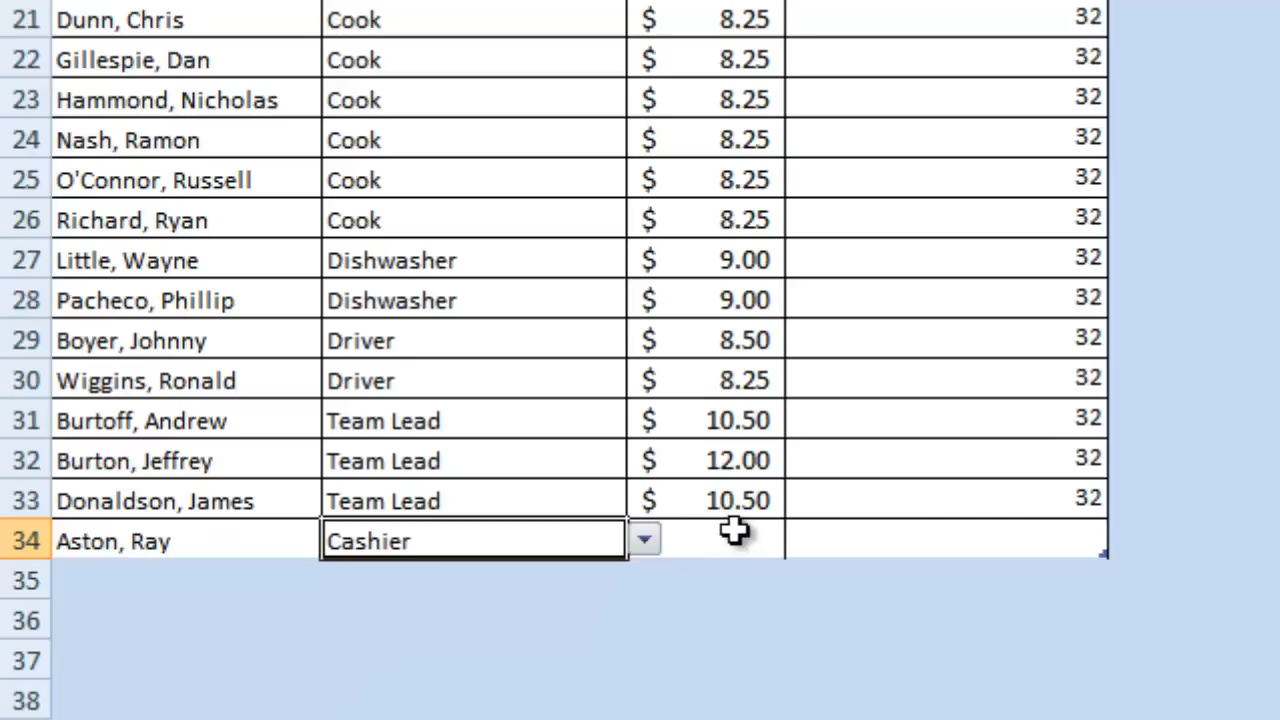 21 Dunn, Chris Cook $ 8.25 32
22 Gillespie, Dan Cook $ 8.25 32
23 Hammond, Nicholas Cook $ 8.25 32
24 Nash, Ramon Cook $ 8.25 32
25 O'Connor, Russell Cook $ 8.25 32
26 Richard, Ryan Cook $ 8.25 32
27 Little, Wayne Dishwasher $ 9.00 32
28 Pacheco, Phillip Dishwasher $ 9.00 32
29 Boyer, Johnny Driver $ 8.50 32
30 Wiggins, Ronald Driver $ 8.25 32
31 Burtoff, Andrew Team Lead $ 10.50 32
32 Burton, Jeffrey Team Lead $ 12.00 32
33 Donaldson, James Team Lead $ 10.50 32
34 Aston, Ray Cashier
35
36
37
38